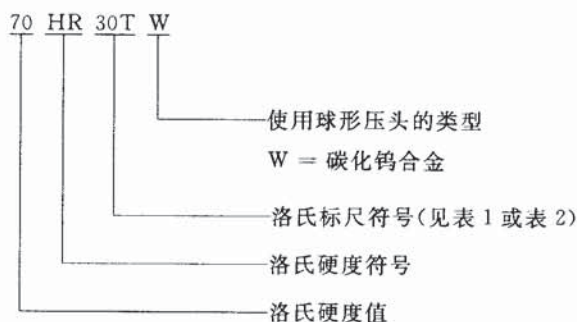 70 HR 30T W
使用球形压头的类型
W = 碳化钨合金
洛氏标尺符号(见表 1 或表 2)
洛氏硬度符号
洛氏硬度值